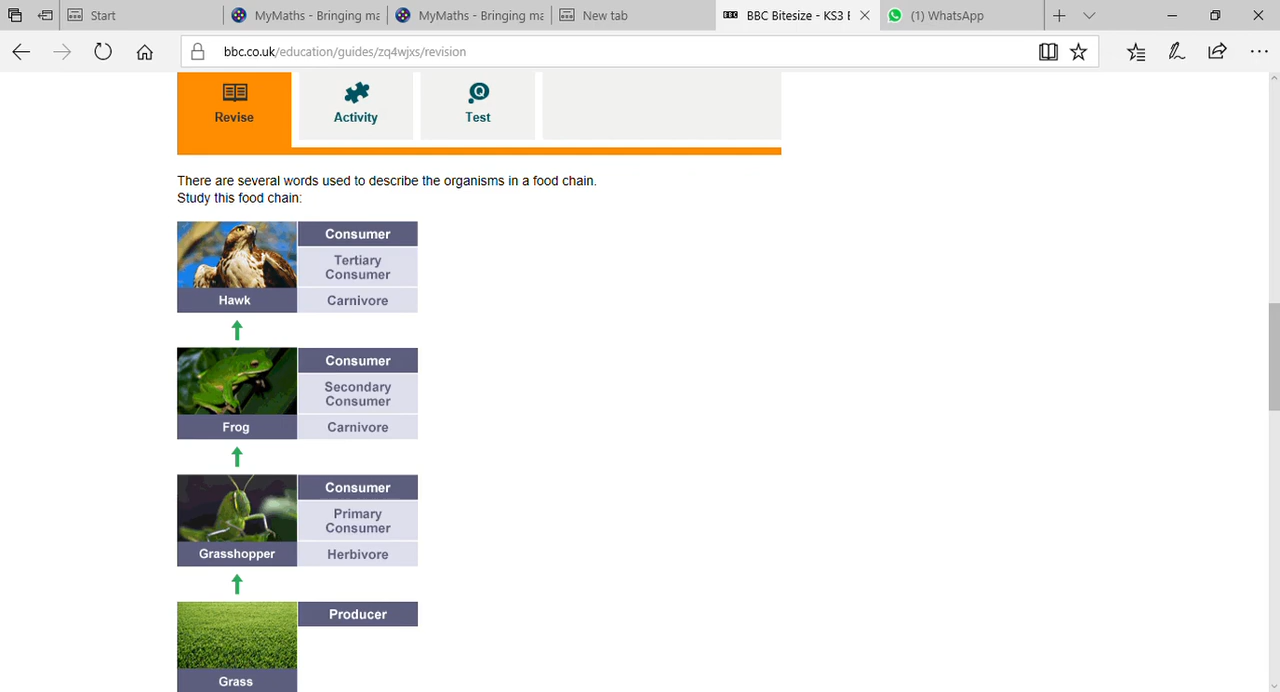 Start
MyMaths - Bringing ma
MyMaths - Bringing ma
New tab
BBC
BBC Bitesize - KS3 B
(1) WhatsApp
bbc.co.uk/education/guides/zq4wjxs/revision
Revise
Activity
Q
Test
There are several words used to describe the organisms in a food chain.
Study this food chain:
Consumer
Tertiary
Consumer
Hawk
Carnivore
Consumer
Secondary
Consumer
Frog
Carnivore
Consumer
Primary
Consumer
Grasshopper
Herbivore
Producer
Grass